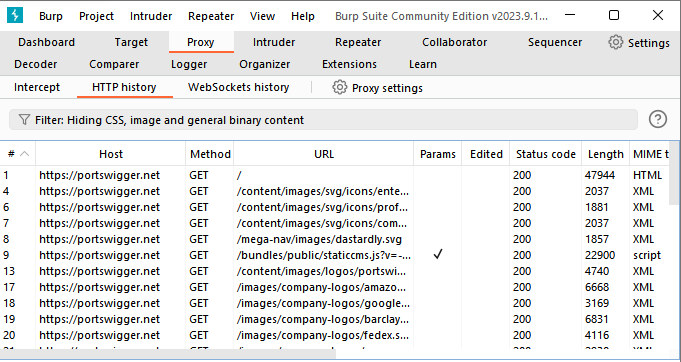 Burp Project Intruder Repeater View Help Burp Suite Community Edition v2023.9.1...
Dashboard Target Proxy Intruder Repeater Collaborator Sequencer Settings
Decoder Comparer Logger Organizer Extensions Learn
Intercept HTTP history WebSockets history Proxy settings
Filter: Hiding CSS, image and general binary content ?
# Host Method URL Params Edited Status code Length MIME t
1 https://portswigger.net GET / 200 47944 HTML
4 https://portswigger.net GET /content/images/svg/icons/ente... 200 2037 XML
6 https://portswigger.net GET /content/images/svg/icons/prof... 200 1881 XML
7 https://portswigger.net GET /content/images/svg/icons/com... 200 2037 XML
8 https://portswigger.net GET /mega-nav/images/dastardly.svg 200 1857 XML
9 https://portswigger.net GET /bundles/public/staticcms.js?v=-... ✓ 200 22900 script
13 https://portswigger.net GET /content/images/logos/portswi... 200 4740 XML
17 https://portswigger.net GET /images/company-logos/amazo... 200 6668 XML
18 https://portswigger.net GET /images/company-logos/google... 200 3169 XML
19 https://portswigger.net GET /images/company-logos/barclay... 200 6831 XML
20 https://portswigger.net GET /images/company-logos/fedex.s... 200 4116 XML